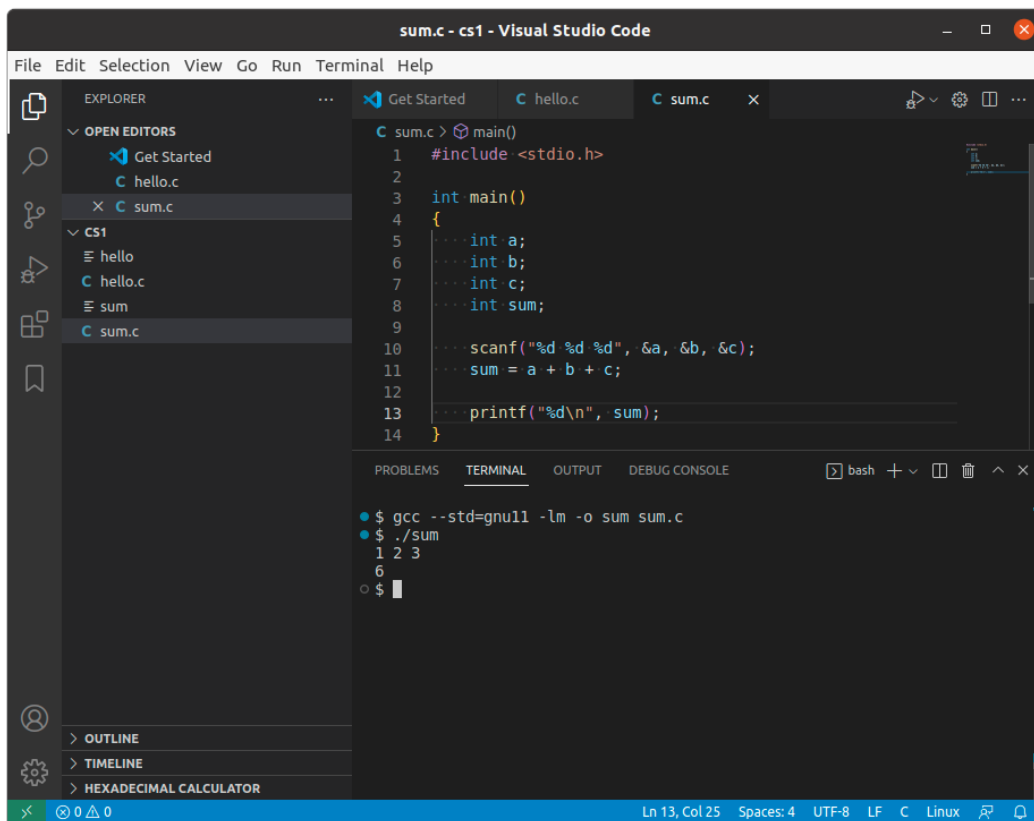 sum.c - cs1 - Visual Studio Code
File Edit Selection View Go Run Terminal Help
EXPLORER
OPEN EDITORS
Get Started
C hello.c
C sum.c
CS1
hello
C hello.c
sum
C sum.c
OUTLINE
TIMELINE
HEXADECIMAL CALCULATOR
Get Started C hello.c C sum.c
C sum.c > main()
1 #include <stdio.h>
2
3 int main()
4 {
5     int a;
6     int b;
7     int c;
8     int sum;
9
10     scanf("%d %d %d", &a, &b, &c);
11     sum = a + b + c;
12
13     printf("%d\n", sum);
14 }
PROBLEMS TERMINAL OUTPUT DEBUG CONSOLE bash
$ gcc --std=gnu11 -lm -o sum sum.c
$ ./sum
1 2 3
6
$
0 0 Ln 13, Col 25 Spaces: 4 UTF-8 LF C Linux